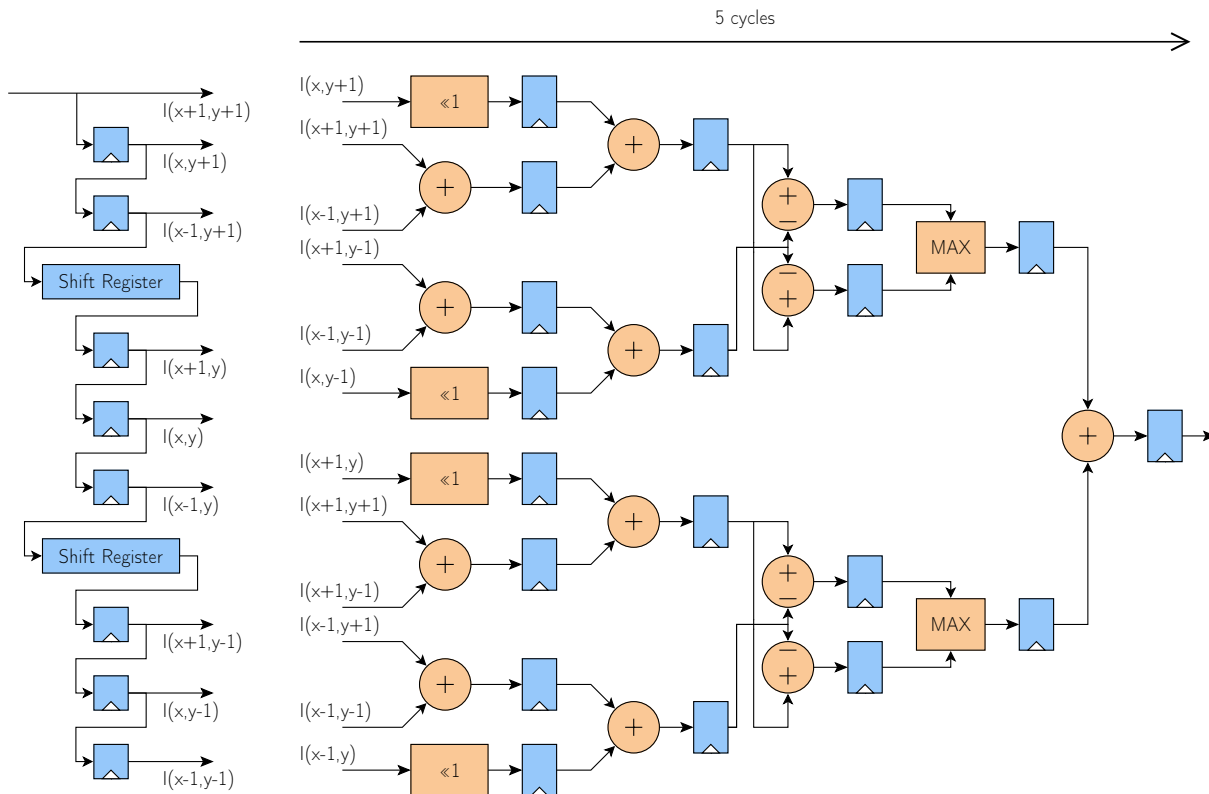 5 cycles
I(x+1,y+1)
I(x,y+1)
I(x-1,y+1)
Shift Register
I(x+1,y)
I(x,y)
I(x-1,y)
Shift Register
I(x+1,y-1)
I(x,y-1)
I(x-1,y-1)
I(x,y+1)
«1
I(x+1,y+1)
+
+
I(x-1,y+1)
I(x+1,y-1)
+
+
I(x-1,y-1)
I(x,y-1)
«1
+
−
−
+
MAX
I(x+1,y)
«1
I(x+1,y+1)
+
+
I(x+1,y-1)
I(x-1,y+1)
+
+
I(x-1,y-1)
I(x-1,y)
«1
+
−
−
+
MAX
+